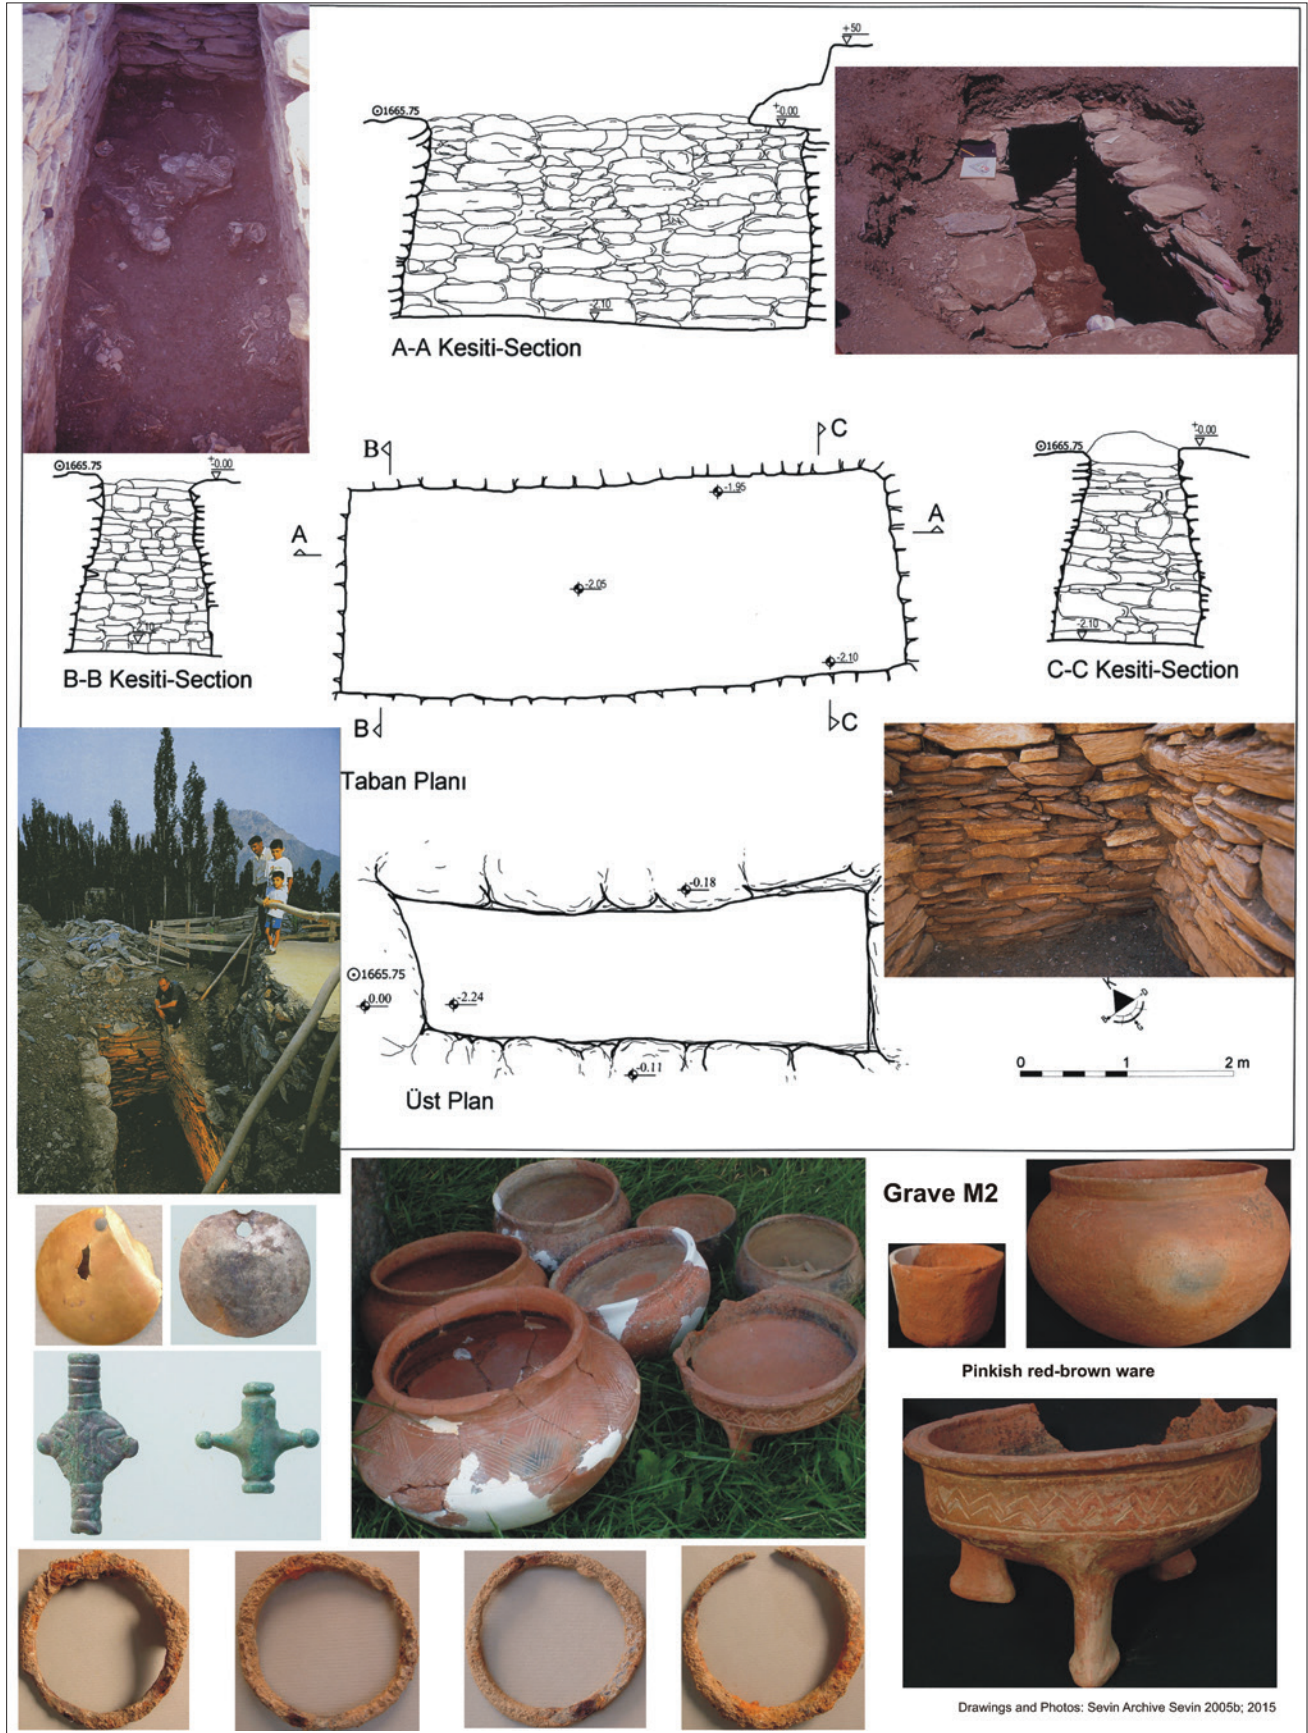 +50
1665.75
+-0.00
-2.10
A-A Kesiti-Section
1665.75
+-0.00
-2.10
B-B Kesiti-Section
B
C
-1.95
A
A
-2.05
-2.10
B
C
1665.75
+-0.00
-2.10
C-C Kesiti-Section
Taban Planı
-0.18
1665.75
0.00
-2.24
-0.11
Üst Plan
0 1 2 m
Grave M2
Pinkish red-brown ware
Drawings and Photos: Sevin Archive Sevin 2005b; 2015